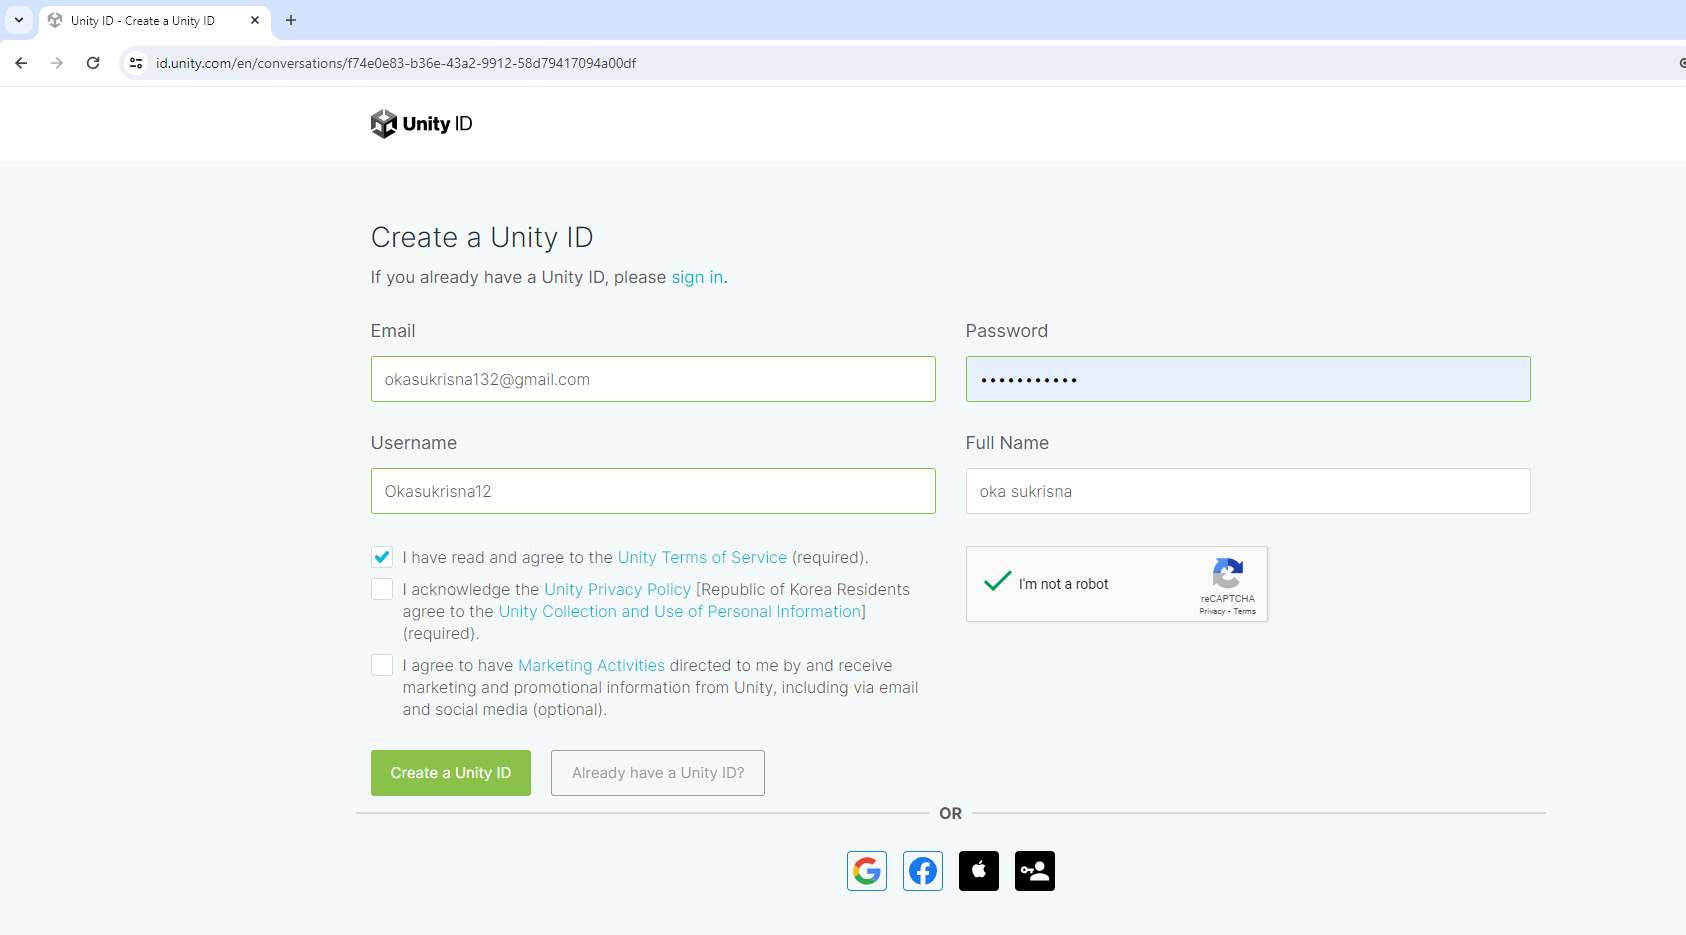 Unity ID - Create a Unity ID
id.unity.com/en/conversations/f74e0e83-b36e-43a2-9912-58d79417094a00df
Unity ID
Create a Unity ID
If you already have a Unity ID, please sign in.
Email
Password
okasukrisna132@gmail.com
•••••••••••
Username
Full Name
Okasukrisna12
oka sukrisna
I have read and agree to the Unity Terms of Service (required).
I acknowledge the Unity Privacy Policy [Republic of Korea Residents
agree to the Unity Collection and Use of Personal Information]
(required).
I'm not a robot
reCAPTCHA
Privacy - Terms
I agree to have Marketing Activities directed to me by and receive
marketing and promotional information from Unity, including via email
and social media (optional).
Create a Unity ID
Already have a Unity ID?
OR